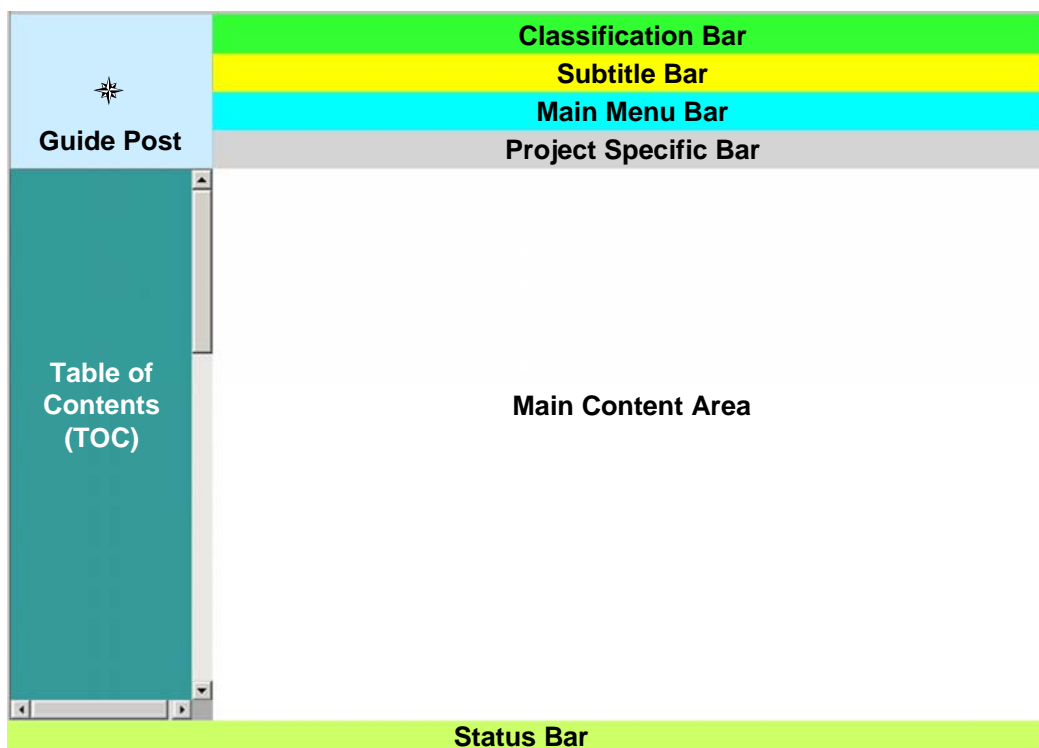 Classification Bar
Subtitle Bar
Main Menu Bar
Guide Post
Project Specific Bar
Table of
Contents
(TOC)
Main Content Area
Status Bar